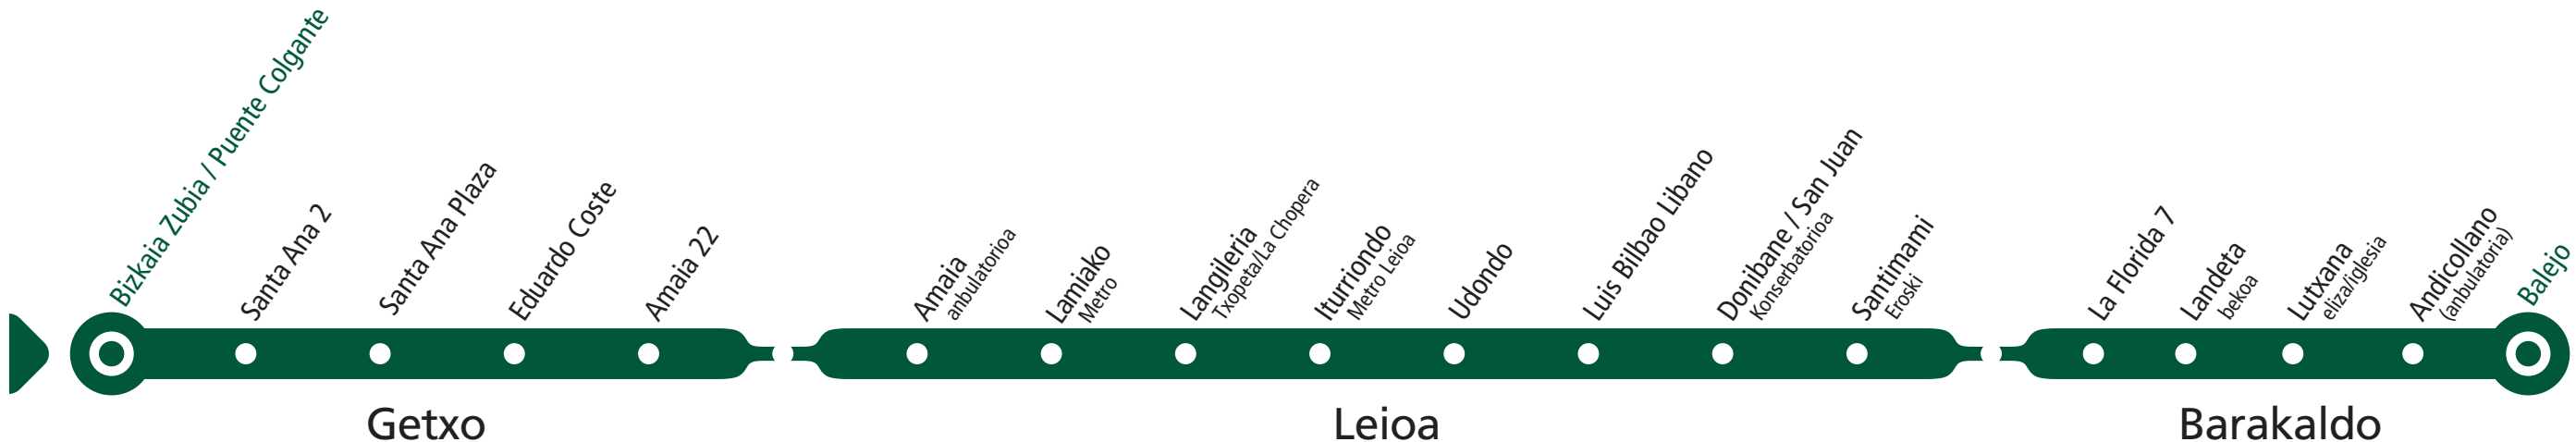 Bizkaia Zubia / Puente Colgante
Santa Ana 2
Santa Ana Plaza
Eduardo Coste
Amaia 22
Amaia
anbulatorioa
Lamiako
Metro
Langileria
Txopeta/La Chopera
Iturriondo
Metro Leioa
Udondo
Luis Bilbao Libano
Donibane / San Juan
Konserbatorioa
Santimami
Eroski
La Florida 7
Landeta
bekoa
Lutxana
eliza/iglesia
Andicollano
(anbulatoria)
Balejo
Getxo
Leioa
Barakaldo